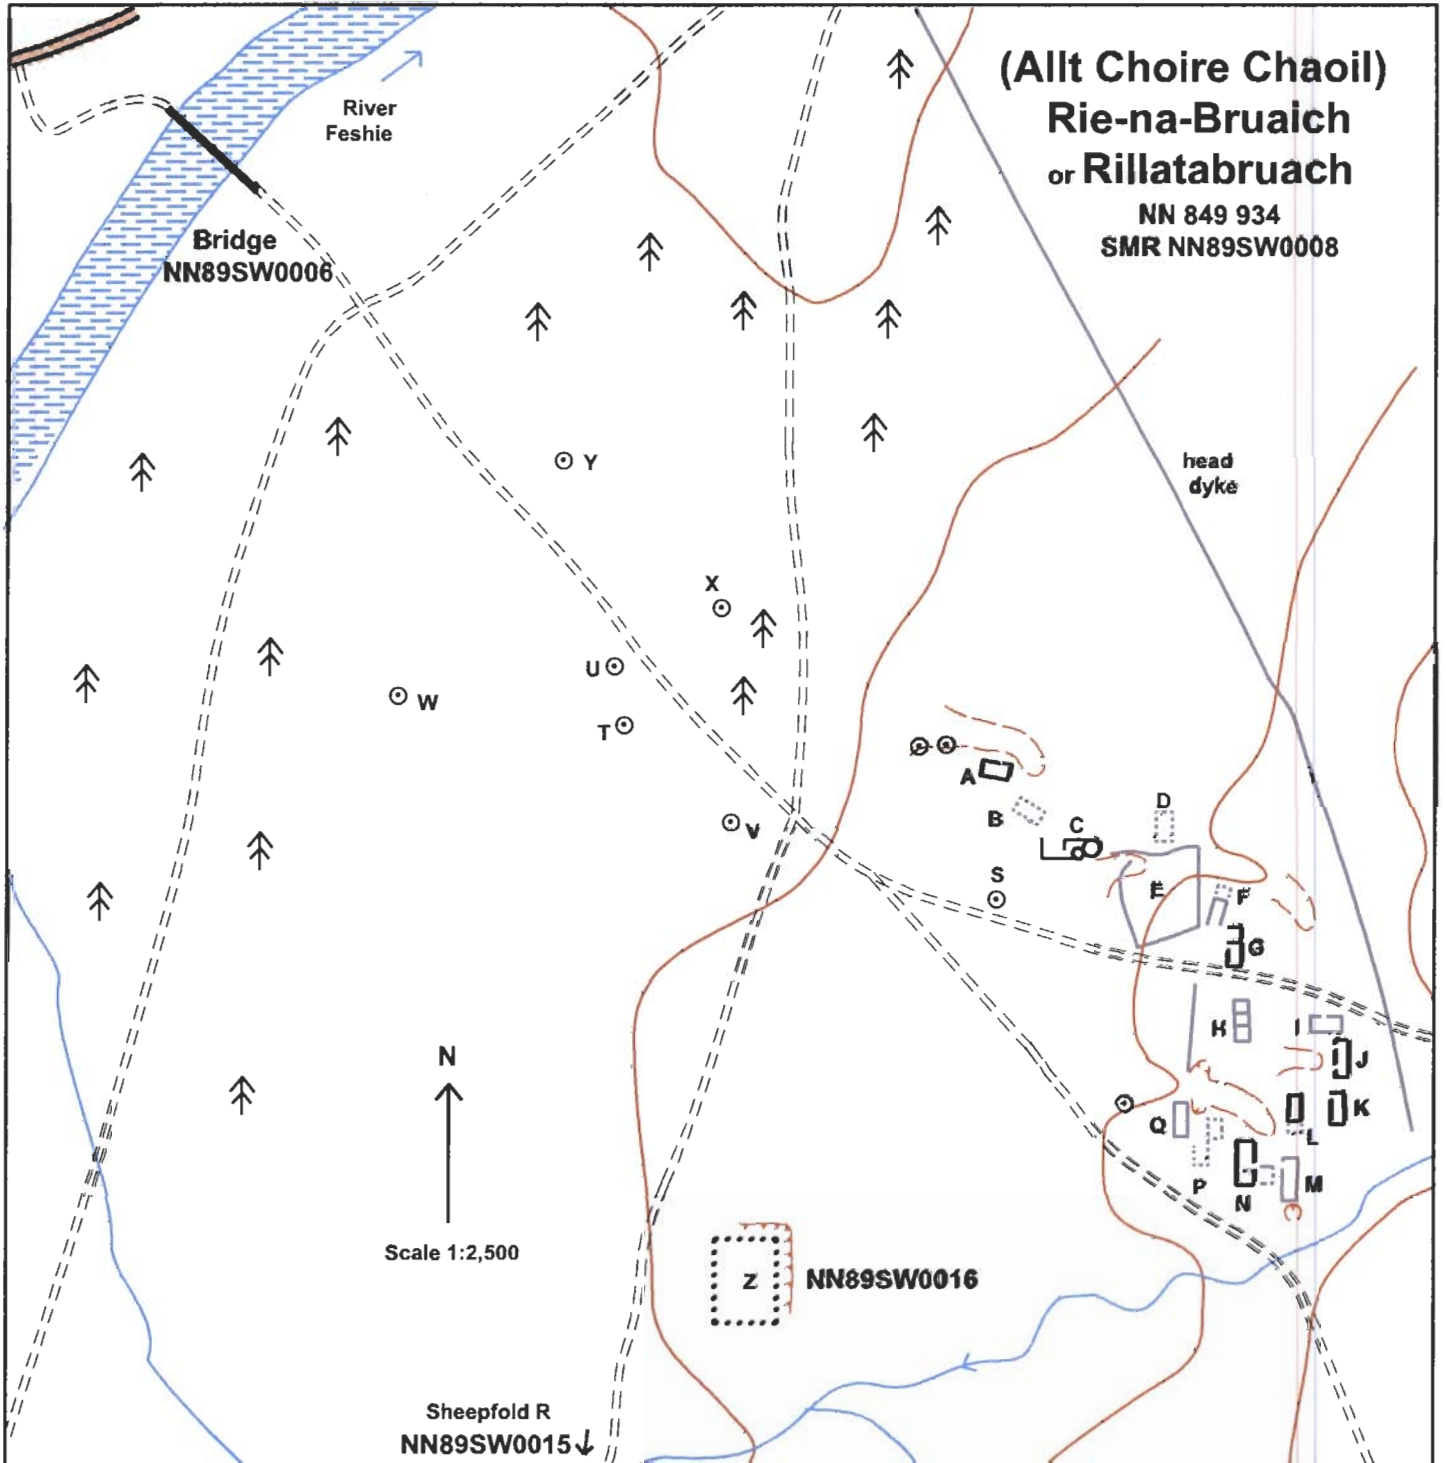 (Allt Choire Chaoil)
Rie-na-Bruaich
or Rillatabruach
NN 849 934
SMR NN89SW0008
River
Feshie
Bridge
NN89SW0006
head
dyke
Y
X
U
W
T
V
A
B
C
D
S
E
F
G
H
I
J
K
L
Q
P
N
M
N
Scale 1:2,500
Z
NN89SW0016
Sheepfold R
NN89SW0015